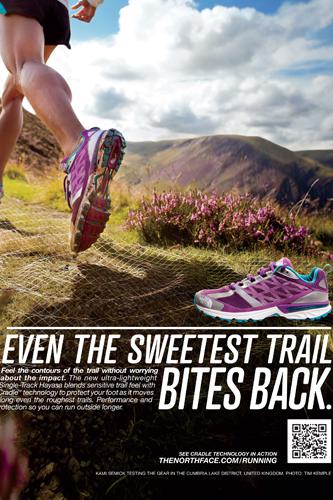 EVEN THE SWEETEST TRAIL
BITES BACK.
Feel the contours of the trail without worrying
about the impact. The new ultra-lightweight
Single-Track Hayasa blends sensitive trail feel with
Cradle™ technology to protect your foot as it moves
long even the roughest trails. Performance and
rotection so you can run outside longer.
SEE CRADLE TECHNOLOGY IN ACTION
THENORTHFACE.COM/RUNNING
KAMI SEMICK TESTING THE GEAR IN THE CUMBRIA LAKE DISTRICT, UNITED KINGDOM. PHOTO: TIM KEMPLE